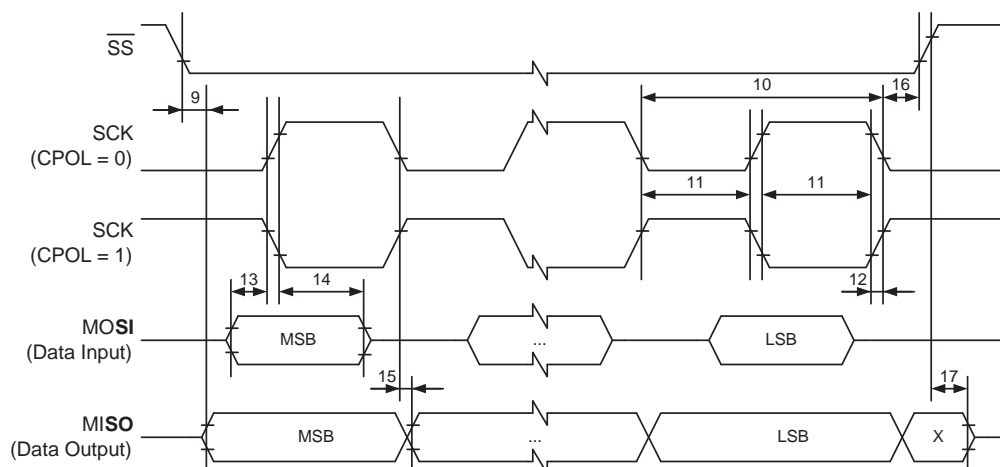 SS
10
16
9
SCK
(CPOL = 0)
11
11
SCK
(CPOL = 1)
13
14
12
MOSI
(Data Input)
MSB
...
LSB
15
17
MISO
(Data Output)
MSB
...
LSB
X